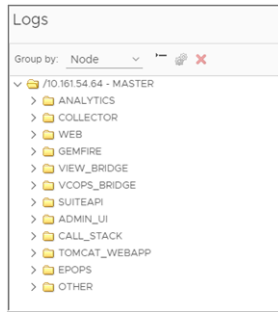 Logs
Group by: Node
/10.161.54.64 - MASTER
ANALYTICS
COLLECTOR
WEB
GEMFIRE
VIEW_BRIDGE
VCOPS_BRIDGE
SUITEAPI
ADMIN_UI
CALL_STACK
TOMCAT_WEBAPP
EPOPS
OTHER